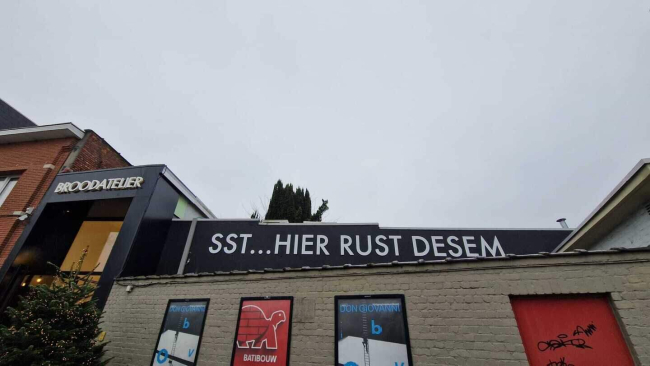 BROODATELIER
SST...HIER RUST DESEM
DON GIOVANNI
b
v
BATIBOUW
DON GIOVANNI
b